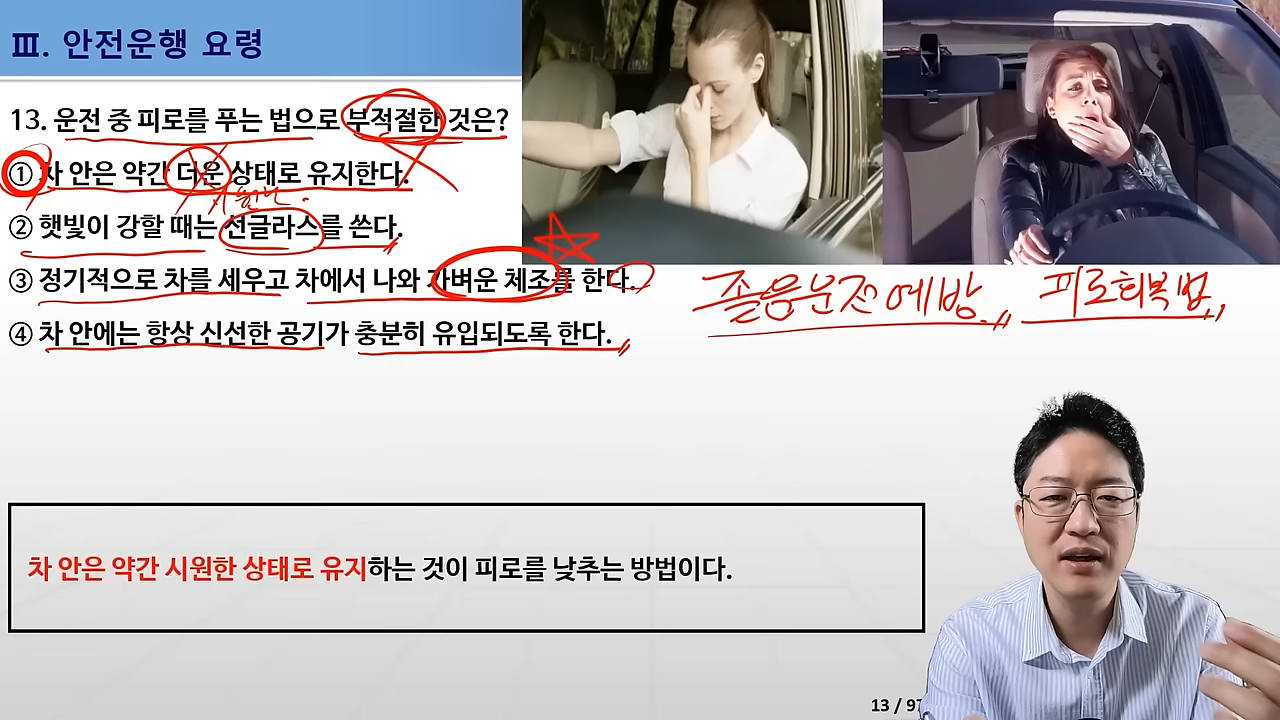 Ⅲ. 안전운행 요령
13. 운전 중 피로를 푸는 법으로 부적절한 것은?
① 차 안은 약간 더운 상태로 유지한다.
시원한
② 햇빛이 강할 때는 선글라스를 쓴다.
③ 정기적으로 차를 세우고 차에서 나와 가벼운 체조를 한다.
④ 차 안에는 항상 신선한 공기가 충분히 유입되도록 한다.
졸음운전 예방, 피로회복법,
차 안은 약간 시원한 상태로 유지하는 것이 피로를 낮추는 방법이다.
13 / 97